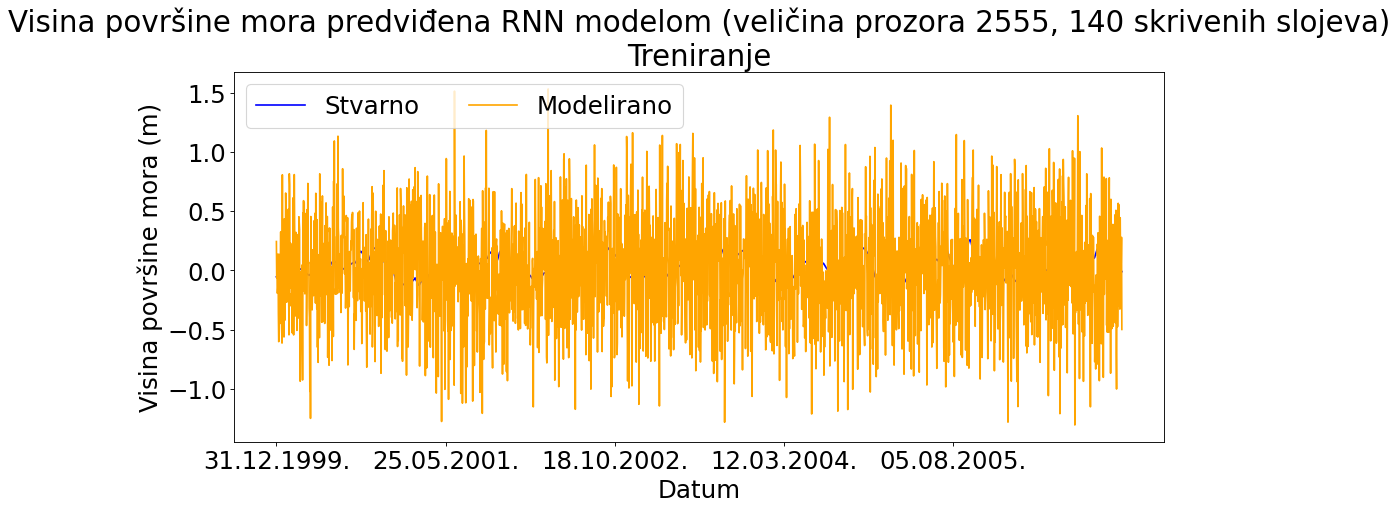 Visina površine mora predviđena RNN modelom (veličina prozora 2555, 140 skrivenih slojeva)
Treniranje
Stvarno
Modelirano
Visina površine mora (m)
1.5
1.0
0.5
0.0
−0.5
−1.0
31.12.1999.
25.05.2001.
18.10.2002.
12.03.2004.
05.08.2005.
Datum